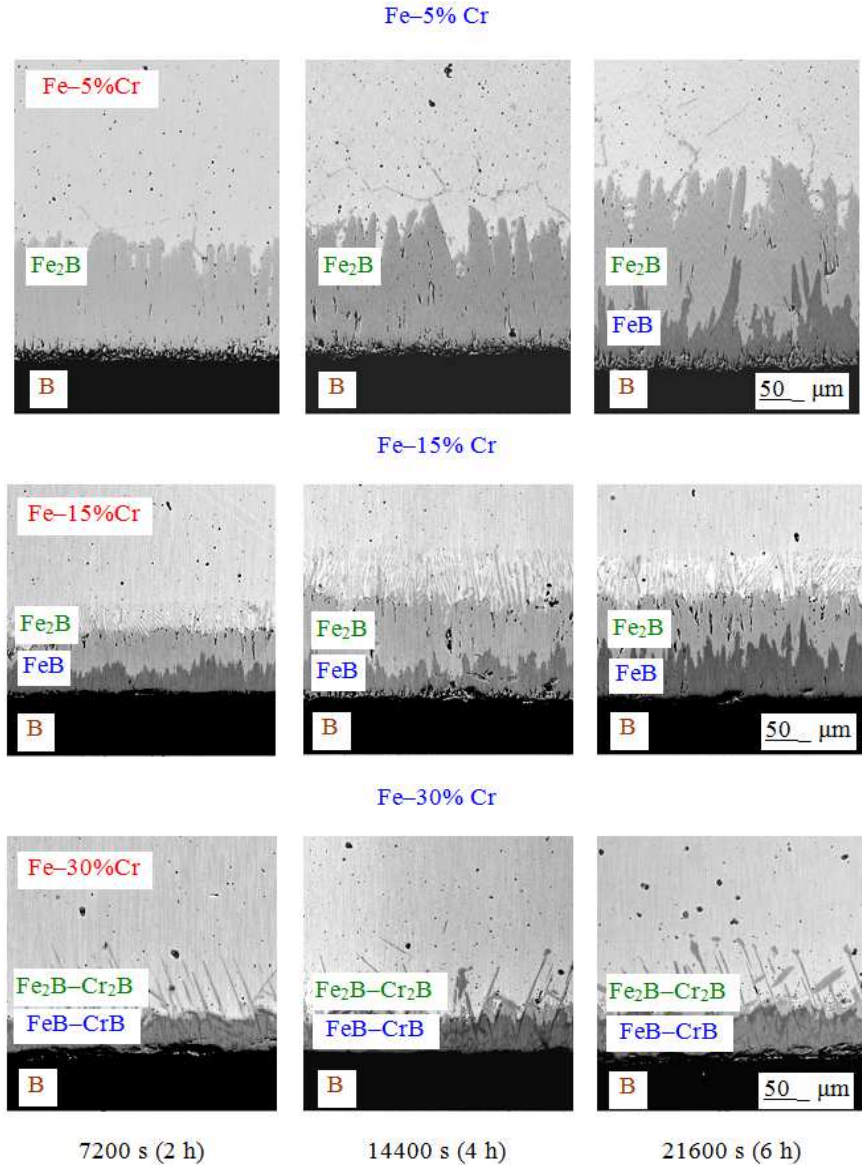 Fe–5% Cr
Fe–5%Cr
Fe₂B
Fe₂B
Fe₂B
FeB
B
B
B
50 _ μm
Fe–15% Cr
Fe–15%Cr
Fe₂B
Fe₂B
Fe₂B
FeB
FeB
FeB
B
B
B
50 _ μm
Fe–30% Cr
Fe–30%Cr
Fe₂B–Cr₂B
Fe₂B–Cr₂B
Fe₂B–Cr₂B
FeB–CrB
FeB–CrB
FeB–CrB
B
B
B
50 _ μm
7200 s (2 h)
14400 s (4 h)
21600 s (6 h)